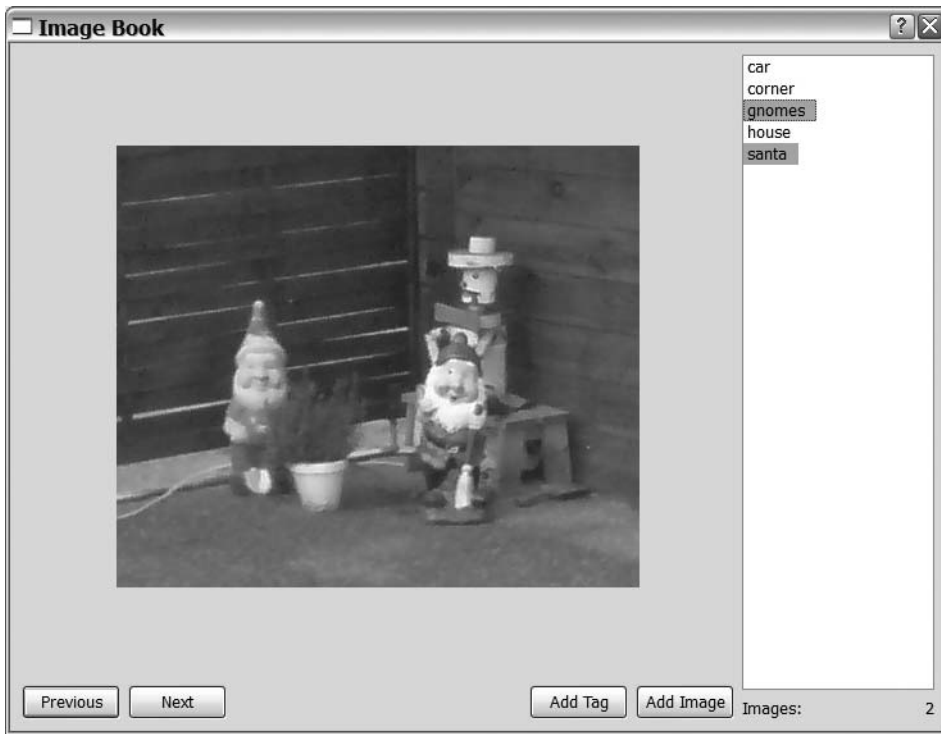 Image Book
?
car
corner
gnomes
house
santa
Previous Next Add Tag Add Image Images: 2